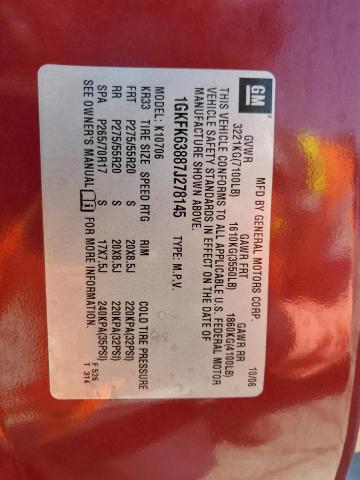 GM
MFD BY GENERAL MOTORS CORP. 10/06
GVWR GAWR FRT GAWR RR
3221KG(7100LB) 1610KG(3550LB) 1860KG(4100LB)
THIS VEHICLE CONFORMS TO ALL APPLICABLE U.S. FEDERAL MOTOR
VEHICLE SAFETY STANDARDS IN EFFECT ON THE DATE OF
MANUFACTURE SHOWN ABOVE.
1GKFK63887J278145 TYPE: M.P.V.
MODEL: K10706
KR33 TIRE SIZE SPEED RTG RIM COLD TIRE PRESSURE
FRT P275/55R20 S 20X8.5J 220KPA(32PSI)
RR P275/55R20 S 20X8.5J 220KPA(32PSI)
SPA P265/70R17 S 17X7.5J 240KPA(35PSI)
SEE OWNER'S MANUAL FOR MORE INFORMATION. F 526
T 314